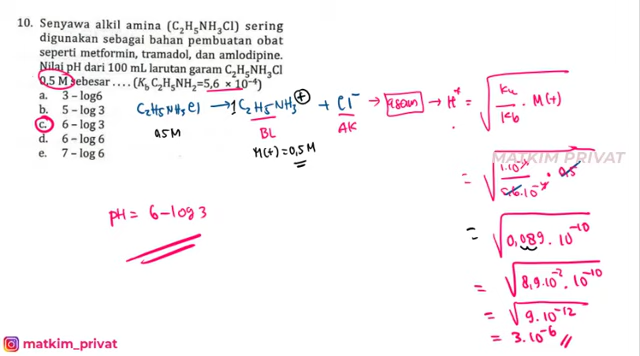 10. Senyawa alkil amina (C₂H₅NH₃Cl) sering
digunakan sebagai bahan pembuatan obat
seperti metformin, tramadol, dan amlodipine.
Nilai pH dari 100 mL larutan garam C₂H₅NH₃Cl
0,5 M sebesar .... (K_b C₂H₅NH₂=5,6 × 10⁻⁴)
a. 3 – log6
b. 5 – log 3
c. 6 – log 3
d. 6 – log 6
e. 7 – log 6
C₂H₅NH₃Cl → 1C₂H₅NH₃⁺ + Cl⁻ → asam → H⁺ = √(Kw/Kb · M(+))
0,5M BL AK
M(+) = 0,5 M
MATKIM PRIVAT
= √(1.10⁻¹⁴/5,6.10⁻⁴ · 0,5)
pH = 6 – log 3
= √0,089 . 10⁻¹⁰
= √8,9.10⁻² . 10⁻¹⁰
= √9.10⁻¹²
= 3.10⁻⁶ //
matkim_privat